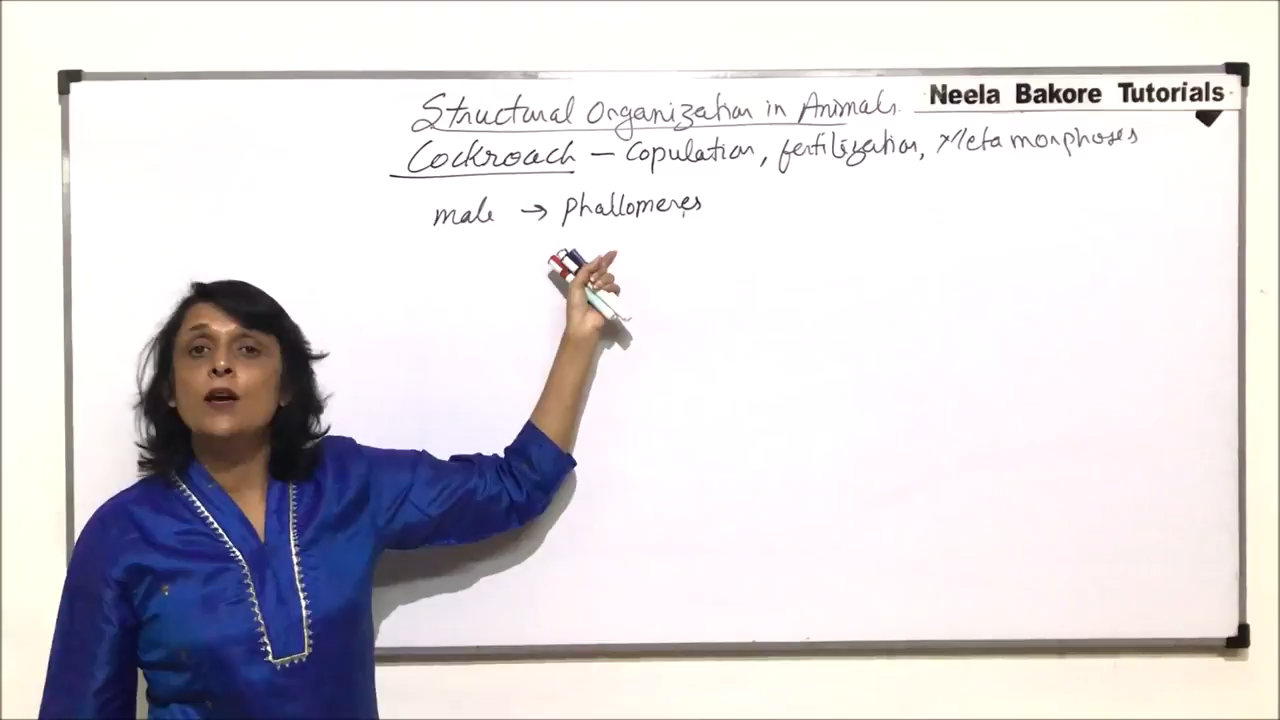 Neela Bakore Tutorials
Structural Organization in Animals.
Cockroach – Copulation, fertilization, Metamorphoses
male → Phallomeres